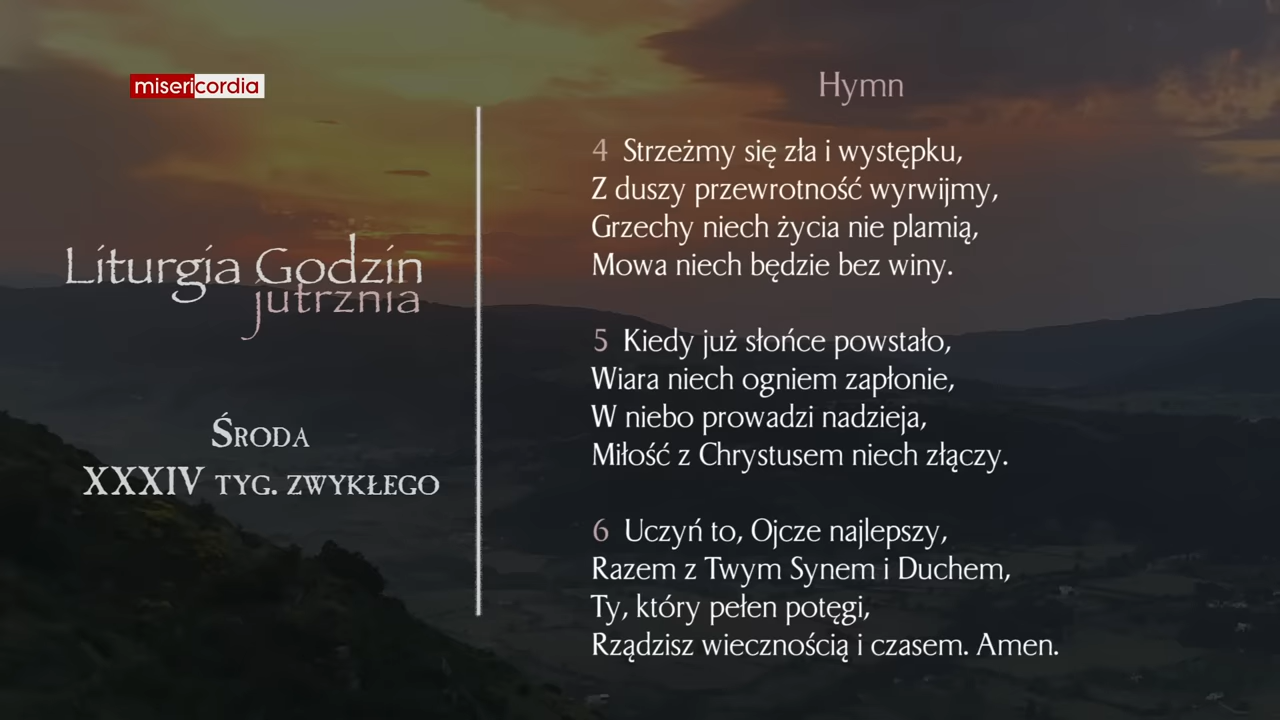 misericordia
Liturgia Godzin
jutrznia
Środa
XXXIV tyg. zwykłego
Hymn
4 Strzeżmy się zła i występku,
Z duszy przewrotność wyrwijmy,
Grzechy niech życia nie plamią,
Mowa niech będzie bez winy.
5 Kiedy już słońce powstało,
Wiara niech ogniem zapłonie,
W niebo prowadzi nadzieja,
Miłość z Chrystusem niech złączy.
6 Uczyń to, Ojcze najlepszy,
Razem z Twym Synem i Duchem,
Ty, który pełen potęgi,
Rządzisz wiecznością i czasem. Amen.